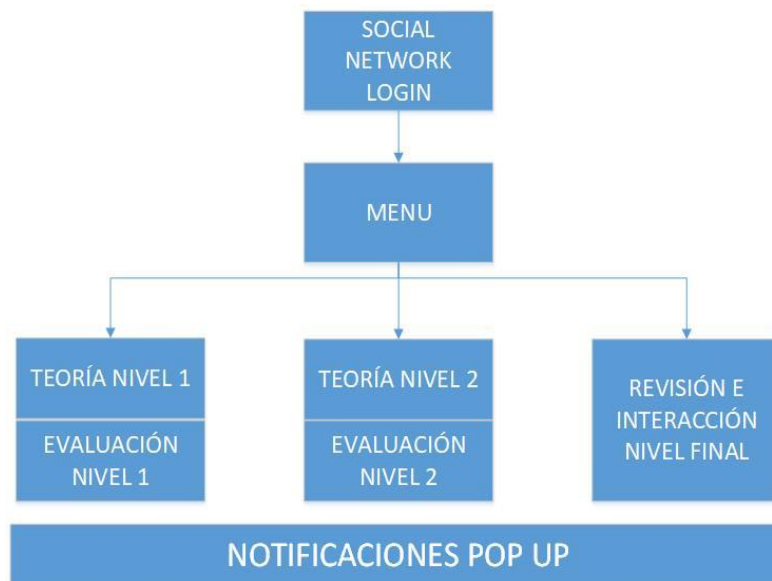 SOCIAL
NETWORK
LOGIN
MENU
TEORÍA NIVEL 1
EVALUACIÓN
NIVEL 1
TEORÍA NIVEL 2
EVALUACIÓN
NIVEL 2
REVISIÓN E
INTERACCIÓN
NIVEL FINAL
NOTIFICACIONES POP UP